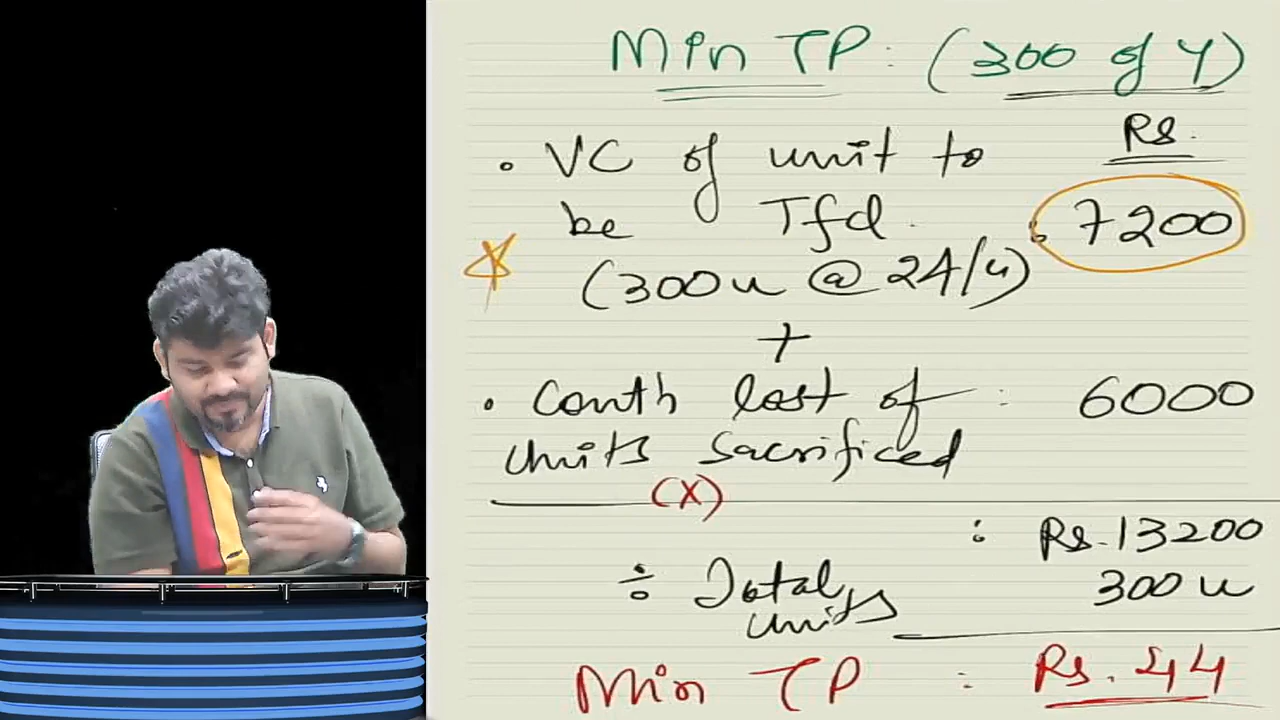 Min TP: (300 of Y)
Rs.
• VC of unit to
be Tfd. : 7200
(300u @ 24/u)
+
• Contn lost of : 6000
units sacrificed
(X)
: Rs. 13200
÷ Total units 300 u
Min TP : Rs. 44